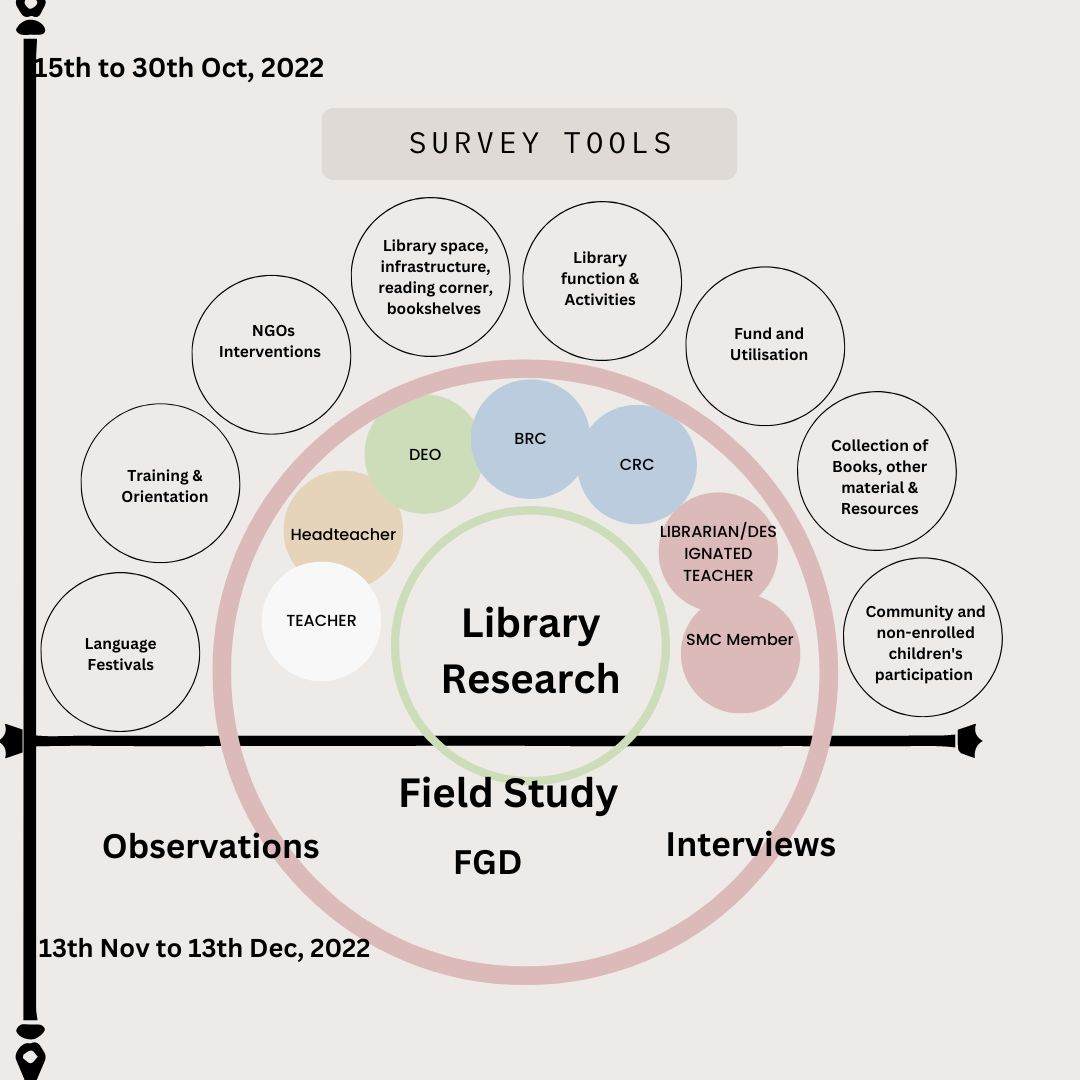 15th to 30th Oct, 2022
SURVEY TOOLS
Library space,
infrastructure,
reading corner,
bookshelves
Library
function &
Activities
NGOs
Interventions
Fund and
Utilisation
Training &
Orientation
Collection of
Books, other
material &
Resources
Language
Festivals
Community and
non-enrolled
children's
participation
DEO
BRC
CRC
Headteacher
LIBRARIAN/DES
IGNATED
TEACHER
TEACHER
SMC Member
Library
Research
Field Study
Observations
FGD
Interviews
13th Nov to 13th Dec, 2022